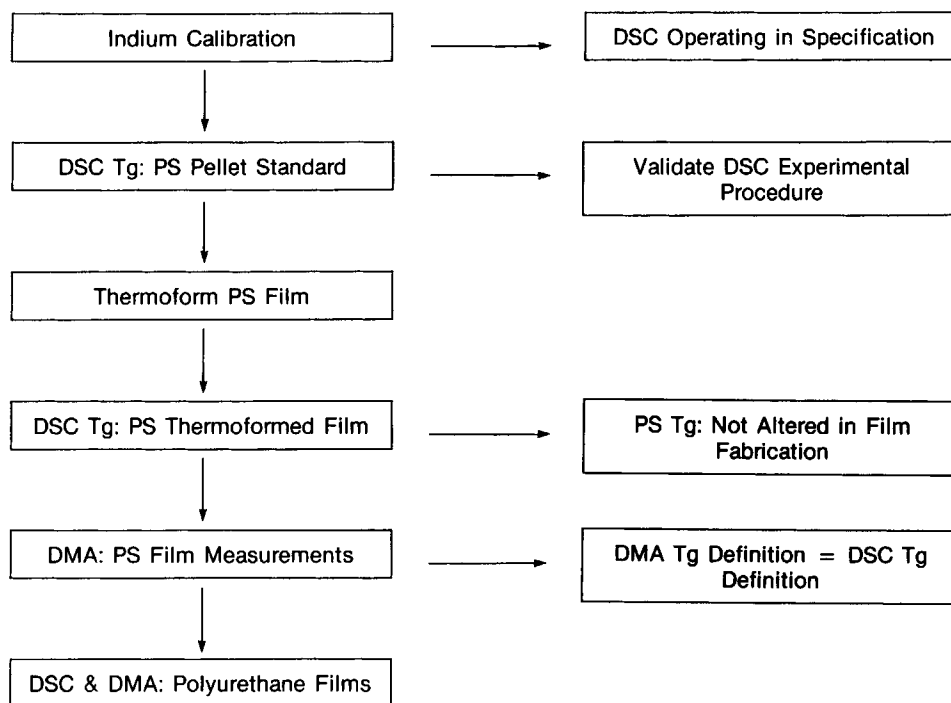 Indium Calibration
DSC Operating in Specification
DSC Tg: PS Pellet Standard
Validate DSC Experimental
Procedure
Thermoform PS Film
DSC Tg: PS Thermoformed Film
PS Tg: Not Altered in Film
Fabrication
DMA: PS Film Measurements
DMA Tg Definition = DSC Tg
Definition
DSC & DMA: Polyurethane Films